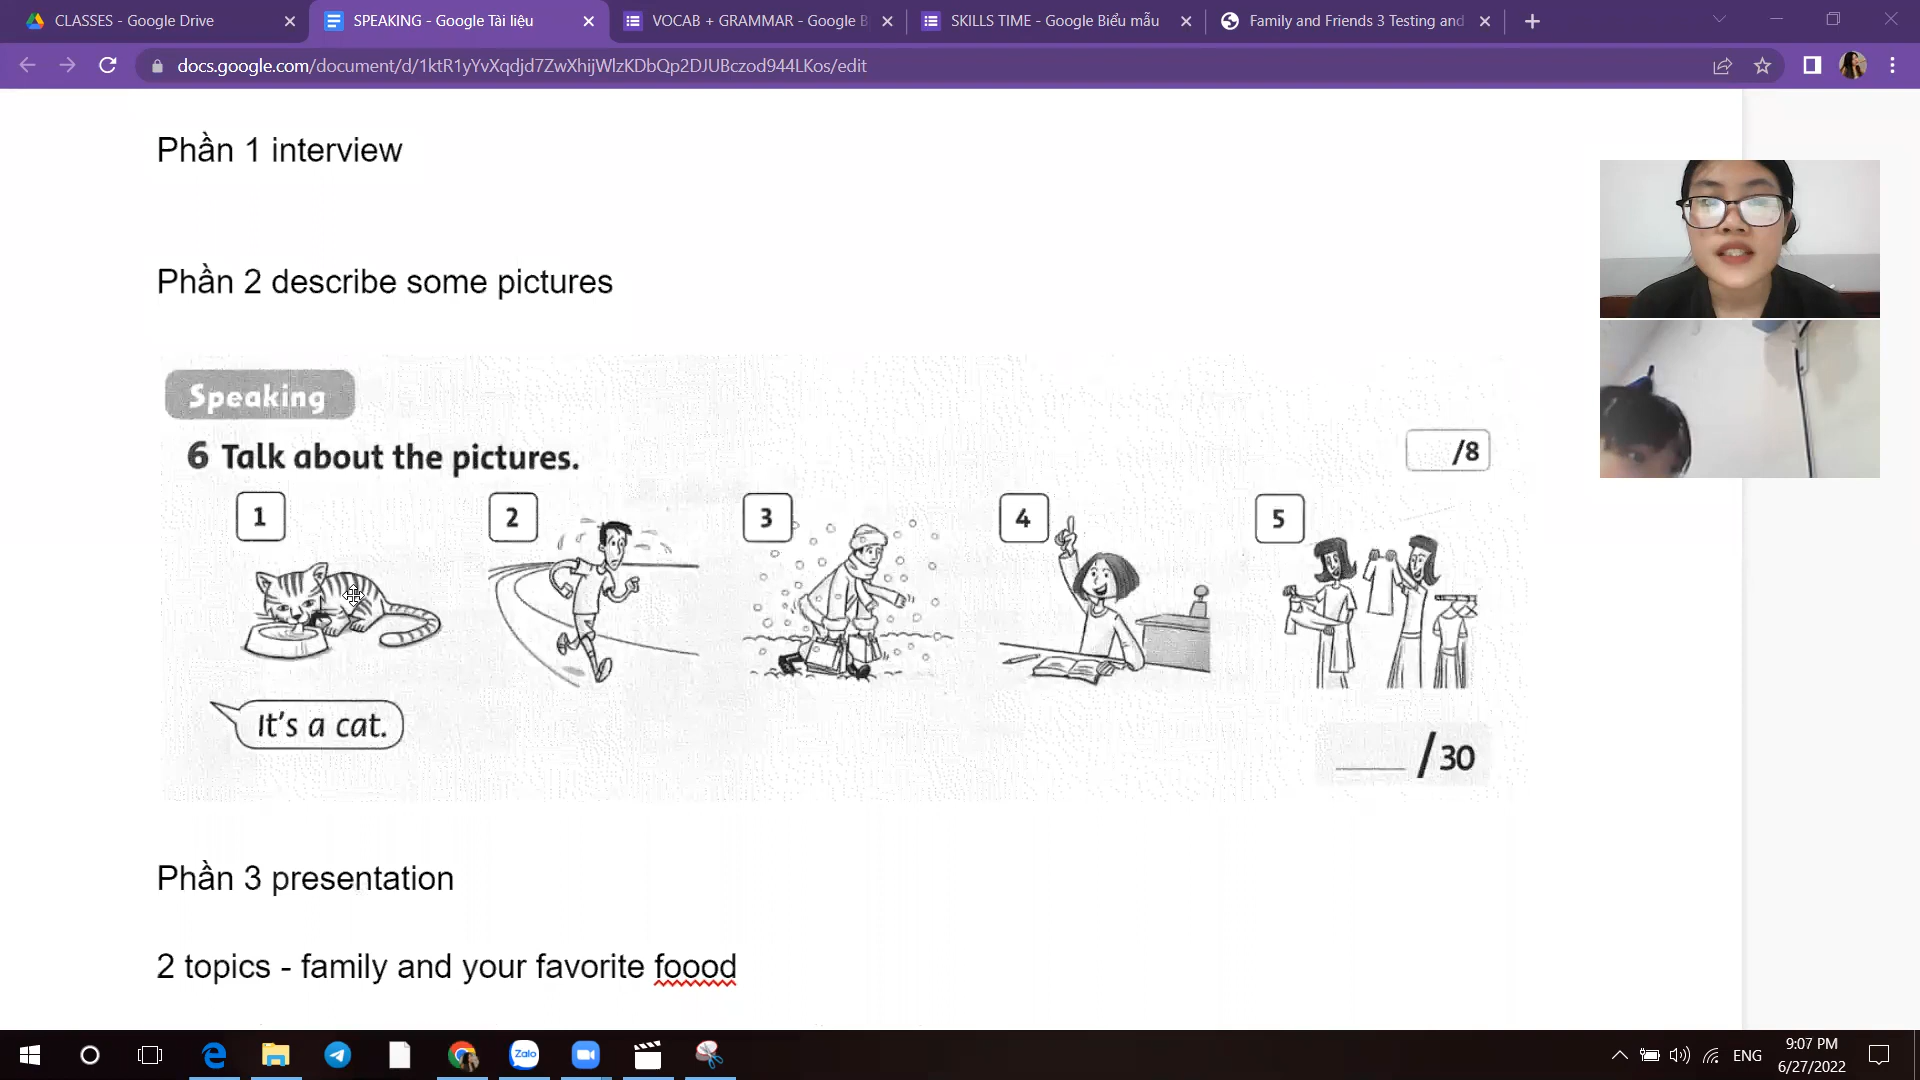 CLASSES - Google Drive
SPEAKING - Google Tài liệu
VOCAB + GRAMMAR - Google B
SKILLS TIME - Google Biểu mẫu
Family and Friends 3 Testing and
docs.google.com/document/d/1ktR1yYvXqdjd7ZwXhijWlzKDbQp2DJUBczod944LKos/edit
Phần 1 interview
Phần 2 describe some pictures
Speaking
6 Talk about the pictures.
/8
1
2
3
4
5
It's a cat.
/30
Phần 3 presentation
2 topics - family and your favorite foood
Zalo
ENG
9:07 PM
6/27/2022